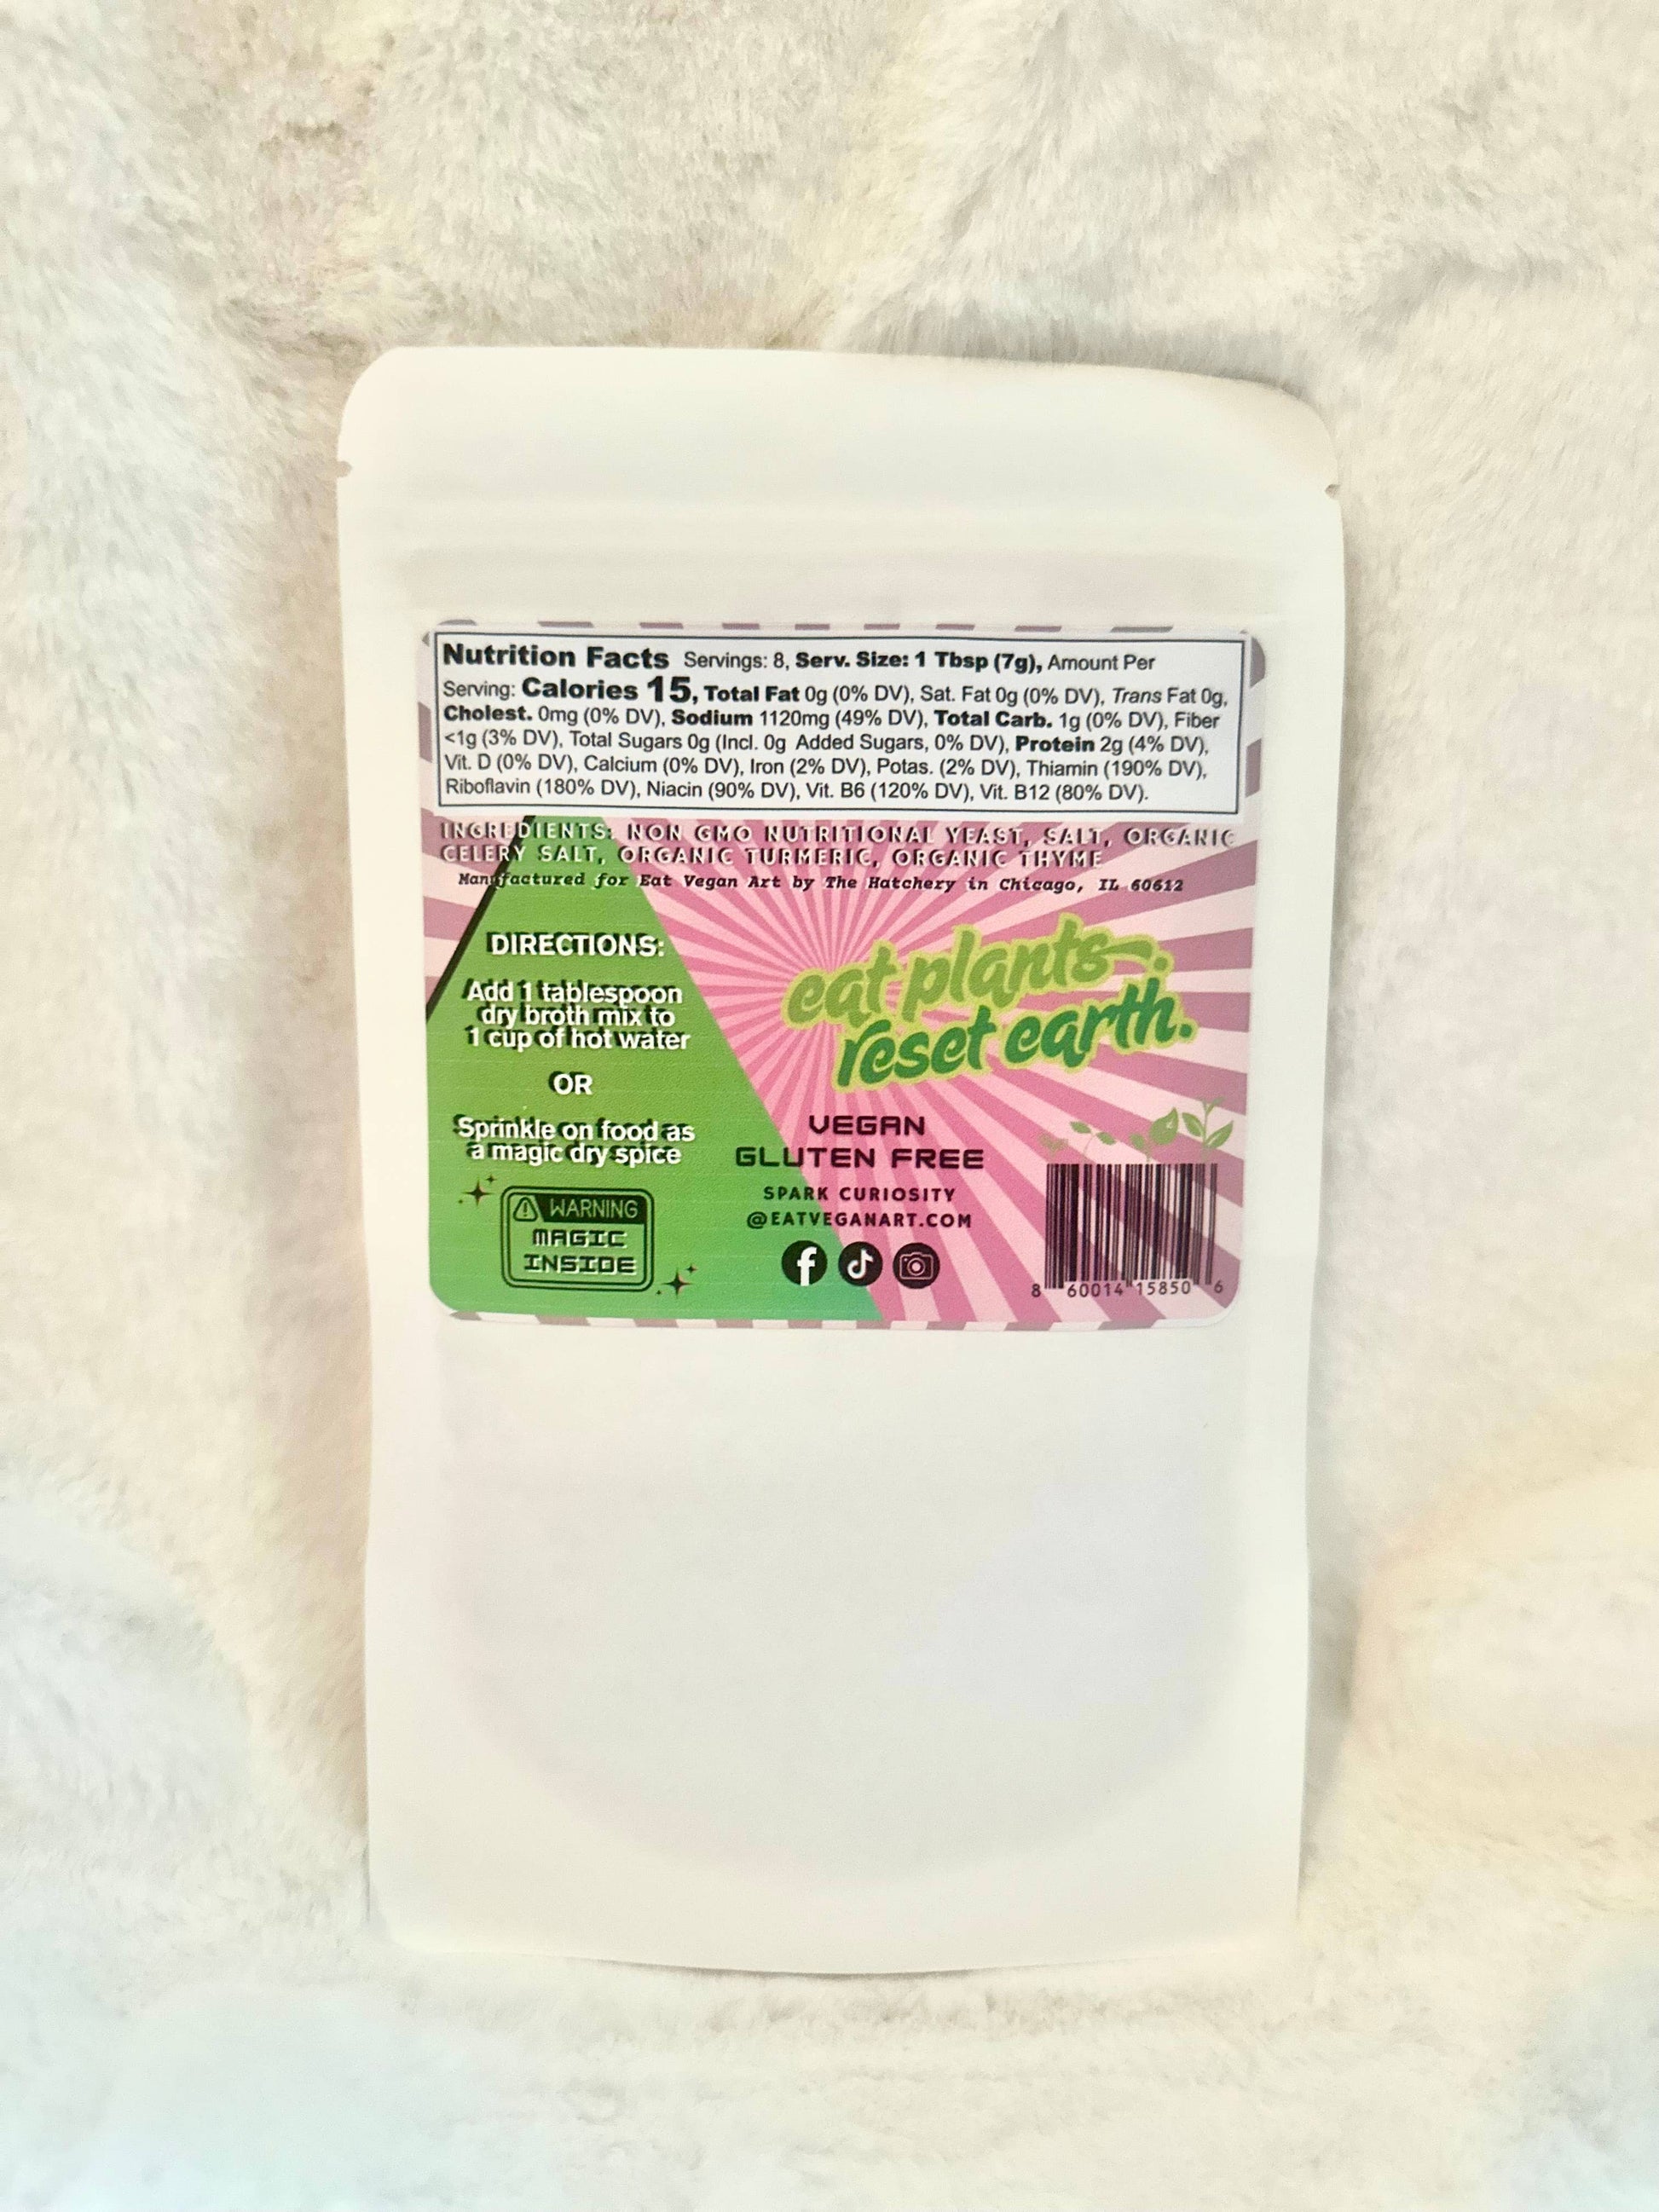 Nutrition Facts Servings: 8, Serv. Size: 1 Tbsp (7g), Amount Per
Serving: Calories 15, Total Fat 0g (0% DV), Sat. Fat 0g (0% DV), Trans Fat 0g,
Cholest. 0mg (0% DV), Sodium 1120mg (49% DV), Total Carb. 1g (0% DV), Fiber
<1g (3% DV), Total Sugars 0g (Incl. 0g Added Sugars, 0% DV), Protein 2g (4% DV),
Vit. D (0% DV), Calcium (0% DV), Iron (2% DV), Potas. (2% DV), Thiamin (190% DV),
Riboflavin (180% DV), Niacin (90% DV), Vit. B6 (120% DV), Vit. B12 (80% DV).
INGREDIENTS: NON GMO NUTRITIONAL YEAST, SALT, ORGANIC
CELERY SALT, ORGANIC TURMERIC, ORGANIC THYME
Manufactured for Eat Vegan Art by The Hatchery in Chicago, IL 60612
DIRECTIONS:
Add 1 tablespoon
dry broth mix to
1 cup of hot water
OR
Sprinkle on food as
a magic dry spice
WARNING
MAGIC
INSIDE
eat plants.
reset earth.
VEGAN
GLUTEN FREE
SPARK CURIOSITY
@EATVEGANART.COM
8 60014 15850 6